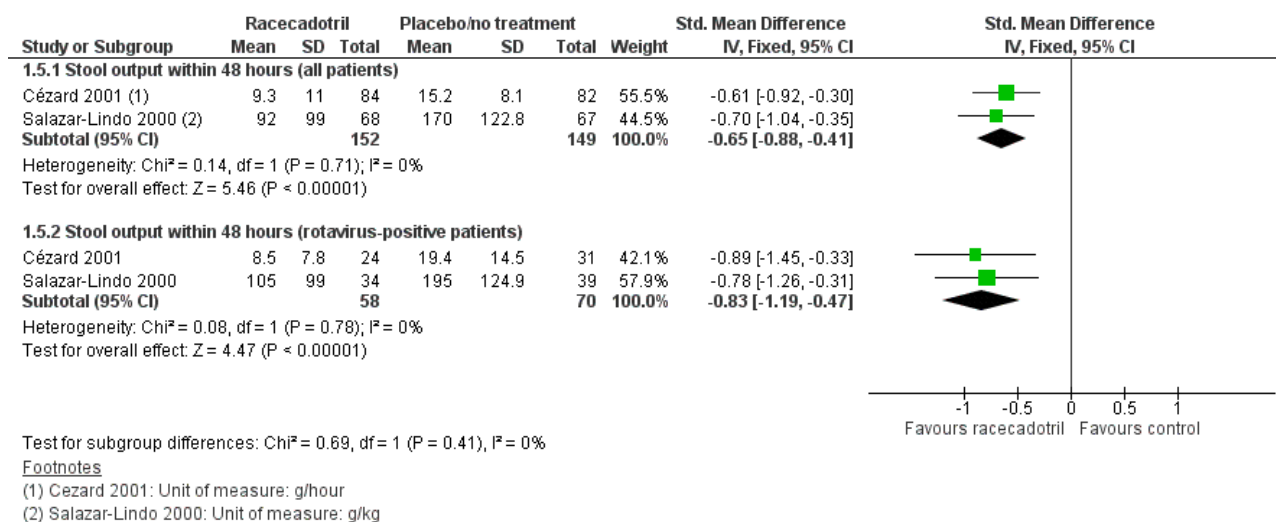 Racecadotril Placebo/no treatment Std. Mean Difference Std. Mean Difference
Study or Subgroup Mean SD Total Mean SD Total Weight IV, Fixed, 95% CI IV, Fixed, 95% CI
1.5.1 Stool output within 48 hours (all patients)
Cézard 2001 (1) 9.3 11 84 15.2 8.1 82 55.5% -0.61 [-0.92, -0.30]
Salazar-Lindo 2000 (2) 92 99 68 170 122.8 67 44.5% -0.70 [-1.04, -0.35]
Subtotal (95% CI) 152 149 100.0% -0.65 [-0.88, -0.41]
Heterogeneity: Chi² = 0.14, df = 1 (P = 0.71); I² = 0%
Test for overall effect: Z = 5.46 (P < 0.00001)
1.5.2 Stool output within 48 hours (rotavirus-positive patients)
Cézard 2001 8.5 7.8 24 19.4 14.5 31 42.1% -0.89 [-1.45, -0.33]
Salazar-Lindo 2000 105 99 34 195 124.9 39 57.9% -0.78 [-1.26, -0.31]
Subtotal (95% CI) 58 70 100.0% -0.83 [-1.19, -0.47]
Heterogeneity: Chi² = 0.08, df = 1 (P = 0.78); I² = 0%
Test for overall effect: Z = 4.47 (P < 0.00001)
-1 -0.5 0 0.5 1
Favours racecadotril Favours control
Test for subgroup differences: Chi² = 0.69, df = 1 (P = 0.41), I² = 0%
Footnotes
(1) Cezard 2001: Unit of measure: g/hour
(2) Salazar-Lindo 2000: Unit of measure: g/kg